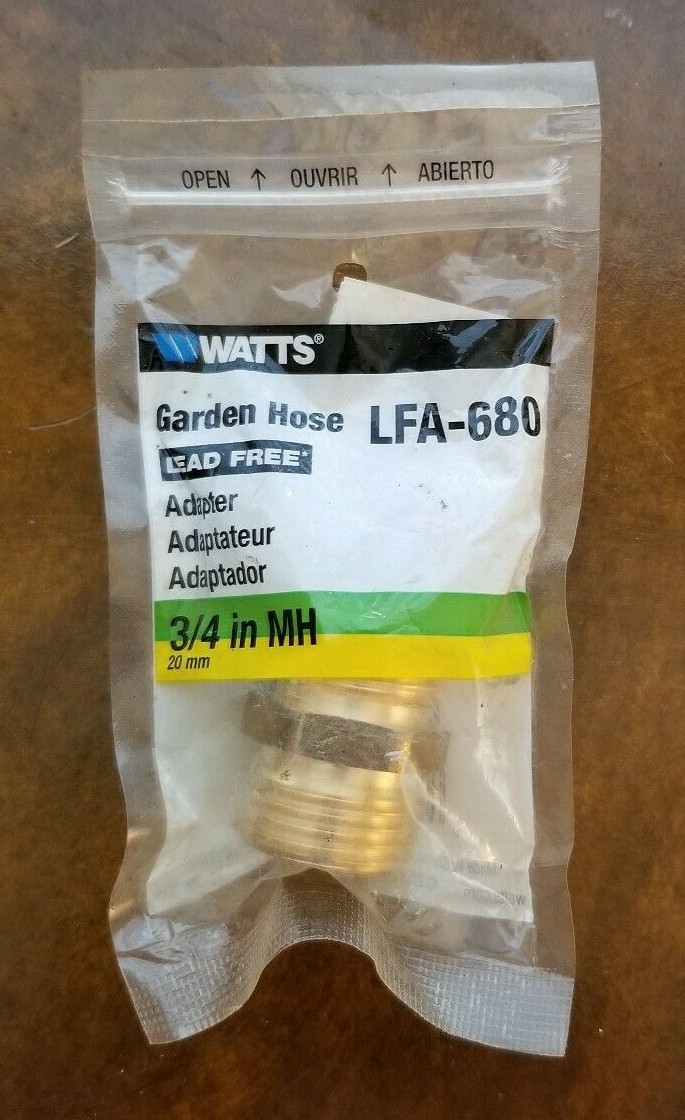 OPEN ↑ OUVRIR ↑ ABIERTO
WATTS®
Garden Hose LFA-680
LEAD FREE*
Adapter
Adaptateur
Adaptador
3/4 in MH
20 mm